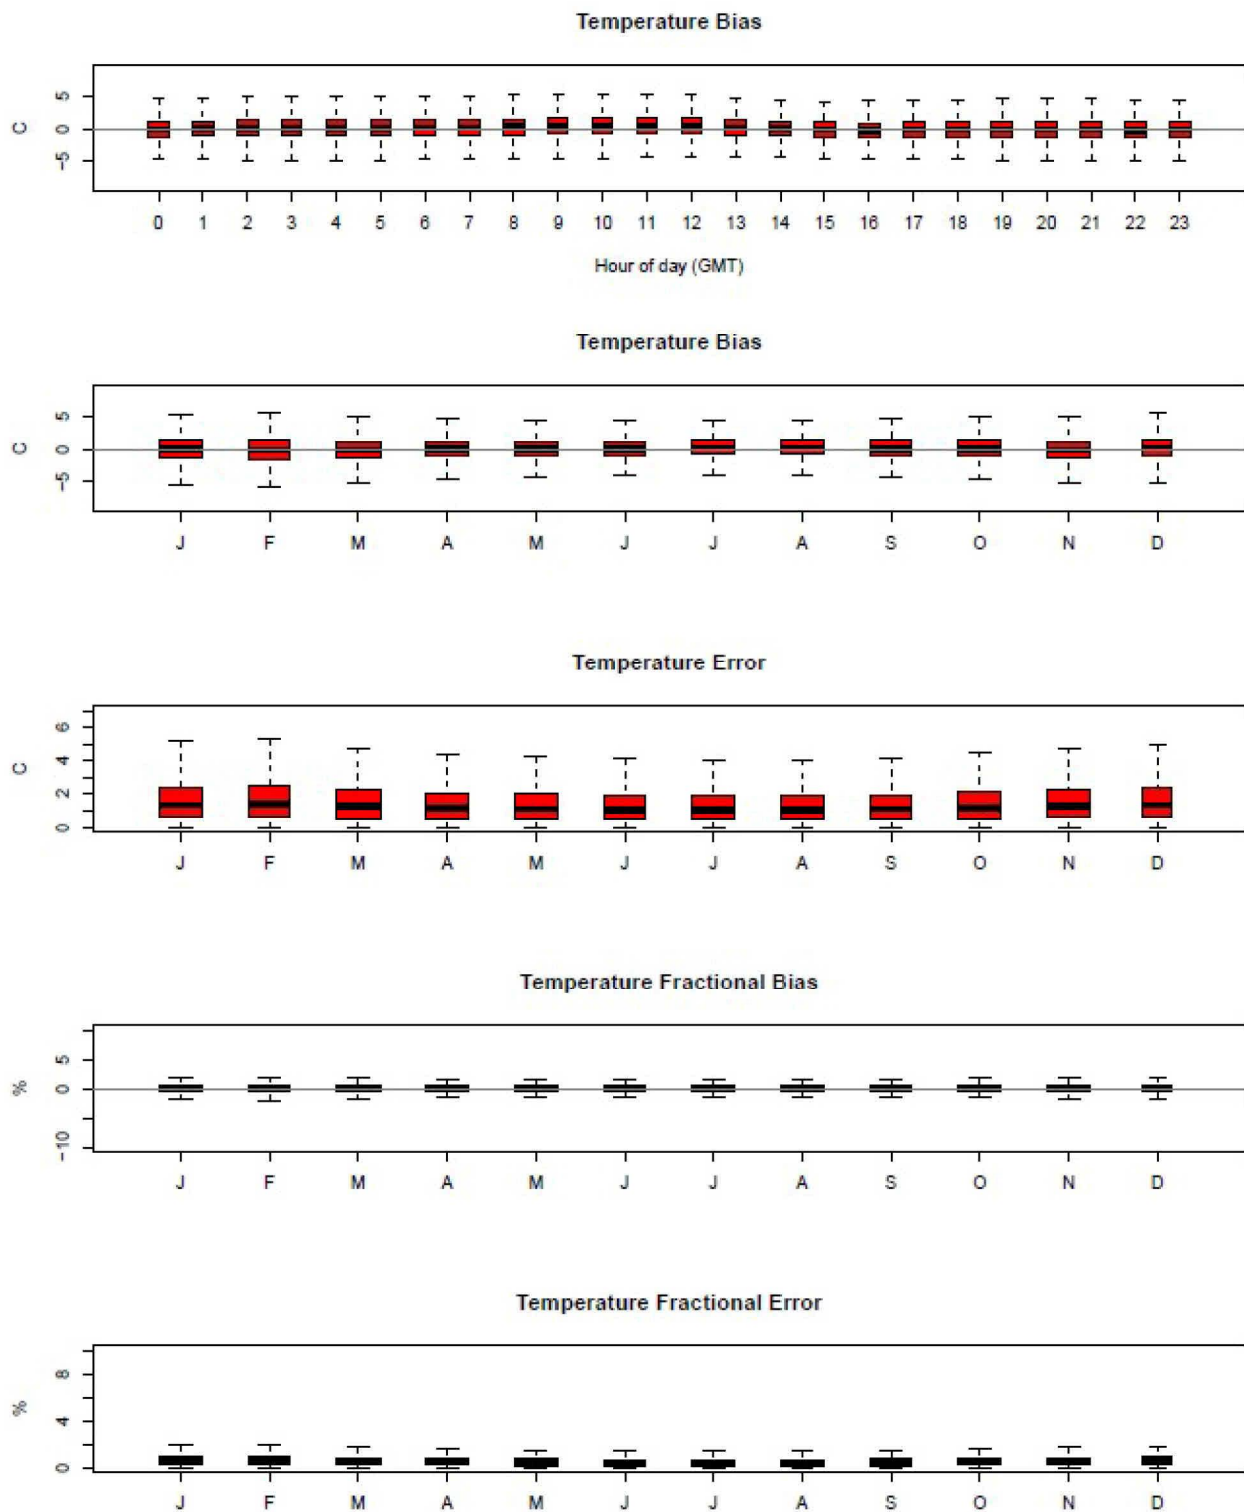 Temperature Bias
5
0
-5
C
0 1 2 3 4 5 6 7 8 9 10 11 12 13 14 15 16 17 18 19 20 21 22 23
Hour of day (GMT)
Temperature Bias
5
0
-5
C
J F M A M J J A S O N D
Temperature Error
6
4
2
0
C
J F M A M J J A S O N D
Temperature Fractional Bias
5
0
-10
%
J F M A M J J A S O N D
Temperature Fractional Error
8
4
0
%
J F M A M J J A S O N D